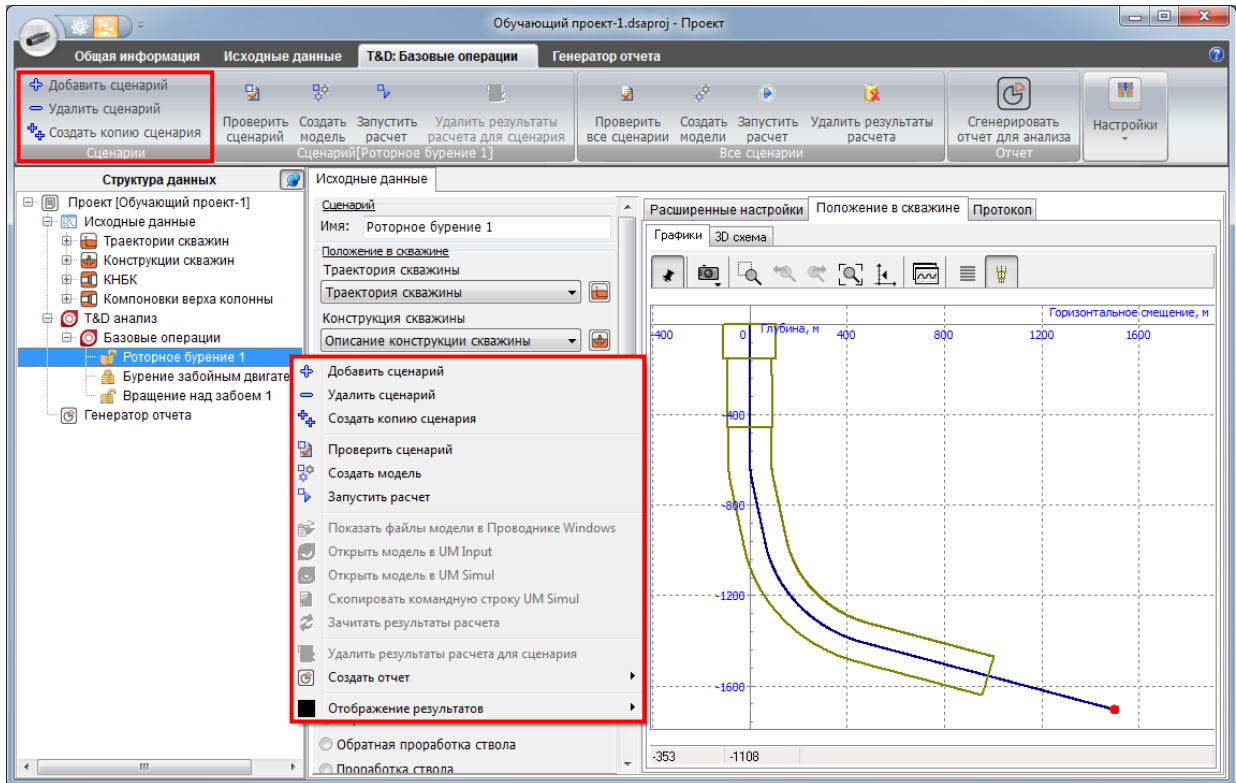 Обучающий проект-1.dsaproj - Проект
Общая информация Исходные данные T&D: Базовые операции Генератор отчета
Добавить сценарий
Удалить сценарий
Создать копию сценария
Сценарии
Проверить сценарий
Создать модель
Запустить расчет
Удалить результаты расчета для сценария
Сценарий[Роторное бурение 1]
Проверить все сценарии
Создать модели
Запустить расчет
Удалить результаты расчета
Все сценарии
Сгенерировать отчет для анализа
Отчет
Настройки
Структура данных
Проект [Обучающий проект-1]
Исходные данные
Траектории скважин
Конструкции скважин
КНБК
Компоновки верха колонны
T&D анализ
Базовые операции
Роторное бурение 1
Бурение забойным двигате
Вращение над забоем 1
Генератор отчета
Исходные данные
Сценарий
Имя: Роторное бурение 1
Положение в скважине
Траектория скважины
Траектория скважины
Конструкция скважины
Описание конструкции скважины
Добавить сценарий
Удалить сценарий
Создать копию сценария
Проверить сценарий
Создать модель
Запустить расчет
Показать файлы модели в Проводнике Windows
Открыть модель в UM Input
Открыть модель в UM Simul
Скопировать командную строку UM Simul
Зачитать результаты расчета
Удалить результаты расчета для сценария
Создать отчет
Отображение результатов
Обратная проработка ствола
Проработка ствола
Расширенные настройки Положение в скважине Протокол
Графики 3D схема
Горизонтальное смещение, м
-400 0 Глубина, м 400 800 1200 1600
-400
-800
-1200
-1600
-353 -1108